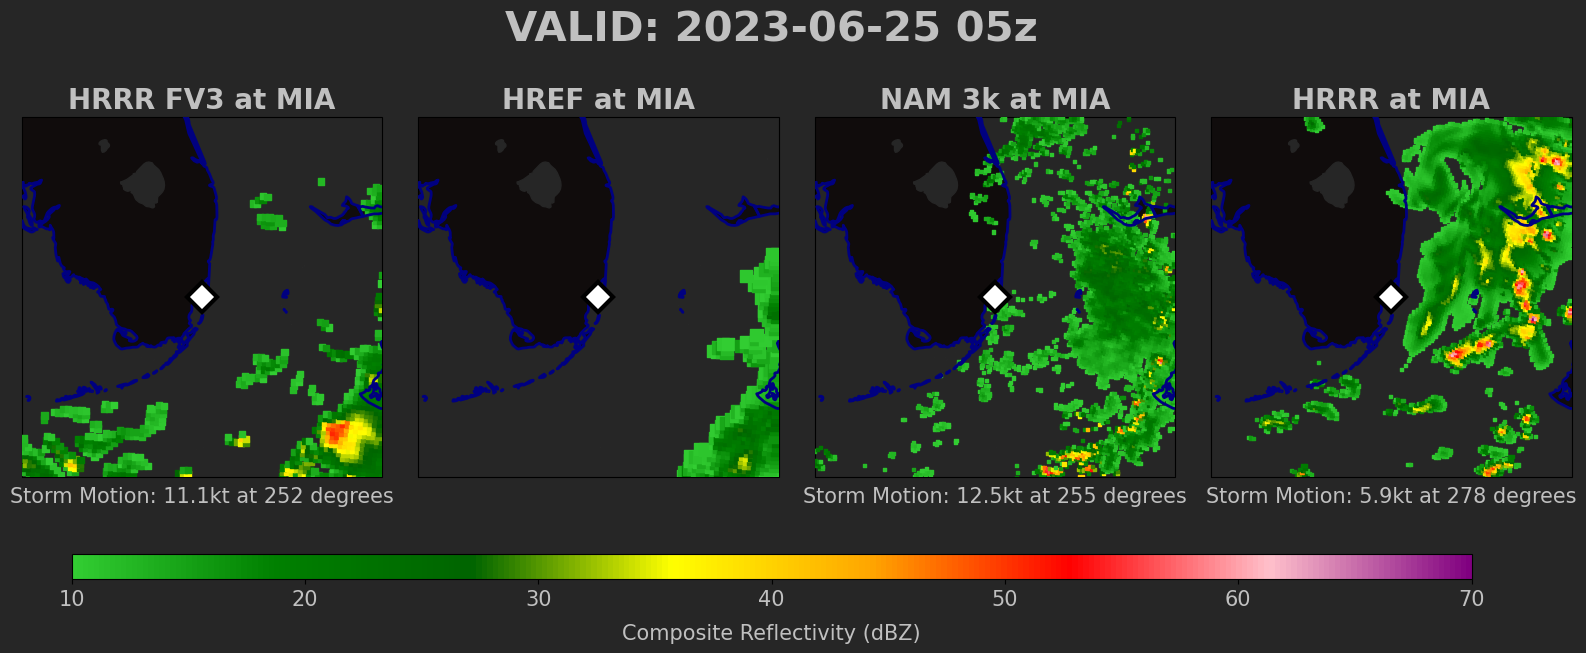 VALID: 2023-06-25 05z
HRRR FV3 at MIA
HREF at MIA
NAM 3k at MIA
HRRR at MIA
Storm Motion: 11.1kt at 252 degrees
Storm Motion: 12.5kt at 255 degrees
Storm Motion: 5.9kt at 278 degrees
10 20 30 40 50 60 70
Composite Reflectivity (dBZ)